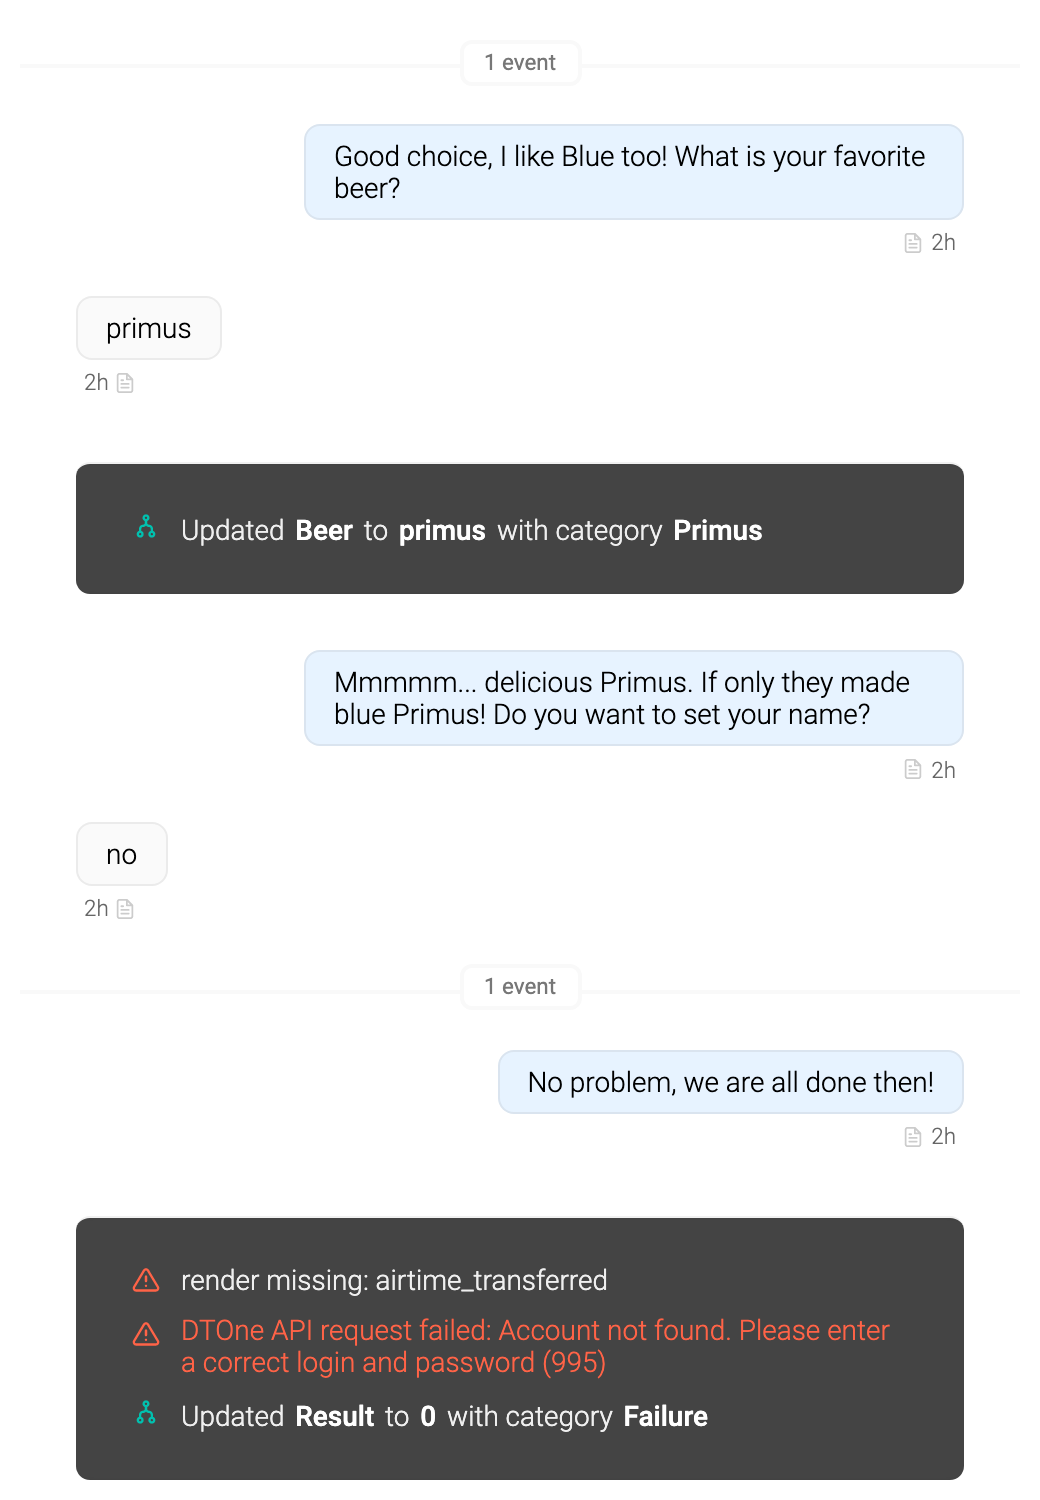 1 event
Good choice, I like Blue too! What is your favorite
beer?
2h
primus
2h
Updated Beer to primus with category Primus
Mmmmm... delicious Primus. If only they made
blue Primus! Do you want to set your name?
2h
no
2h
1 event
No problem, we are all done then!
2h
render missing: airtime_transferred
DTOne API request failed: Account not found. Please enter
a correct login and password (995)
Updated Result to 0 with category Failure